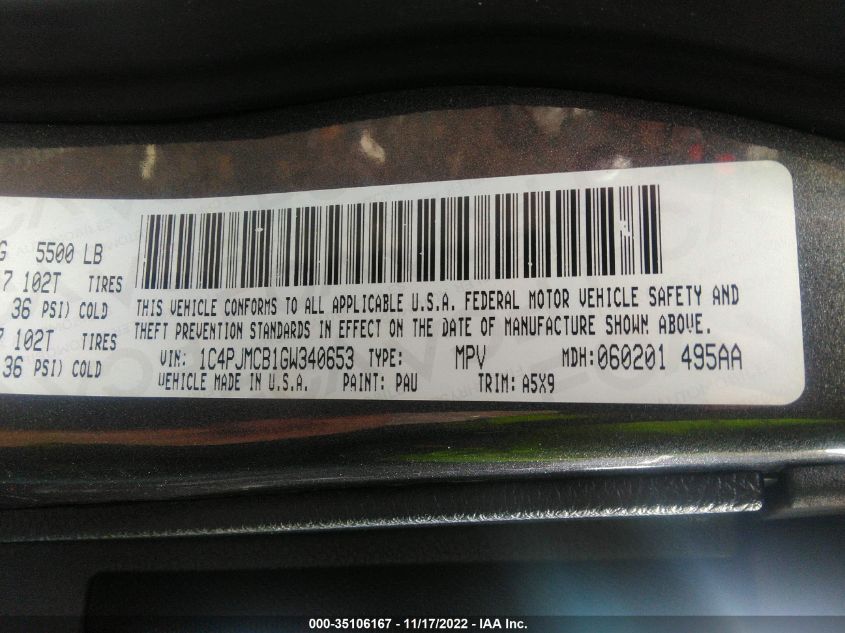 G 5500 LB
7 102T TIRES
36 PSI) COLD
7 102T TIRES
36 PSI) COLD
THIS VEHICLE CONFORMS TO ALL APPLICABLE U.S.A. FEDERAL MOTOR VEHICLE SAFETY AND
THEFT PREVENTION STANDARDS IN EFFECT ON THE DATE OF MANUFACTURE SHOWN ABOVE.
VIN: 1C4PJMCB1GW340653 TYPE: MPV MDH: 060201 495AA
VEHICLE MADE IN U.S.A. PAINT: PAU TRIM: A5X9
000-35106167 - 11/17/2022 - IAA Inc.